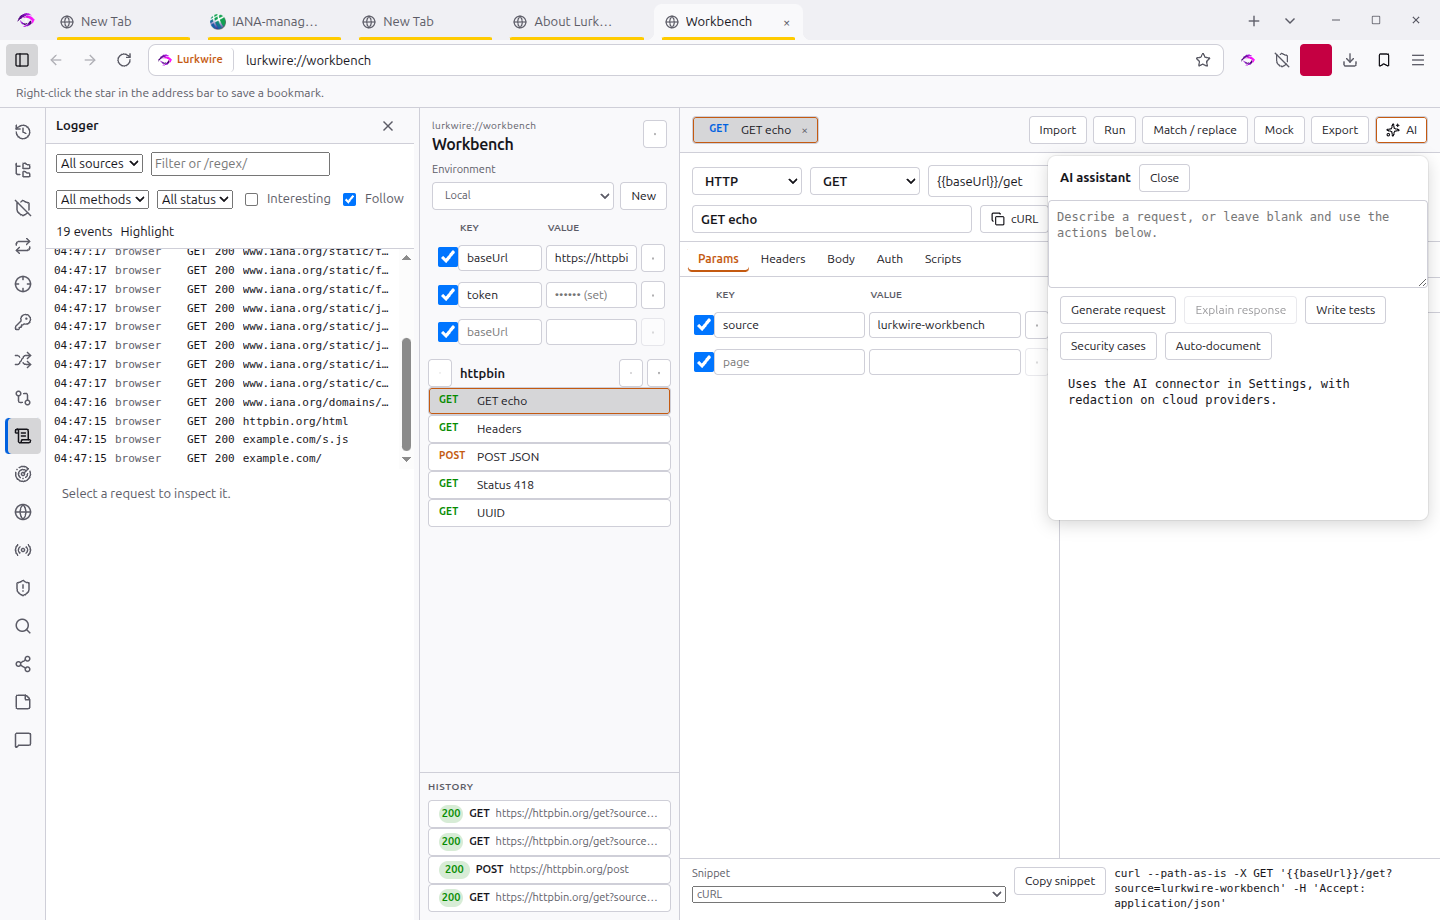 New Tab
IANA-manag...
New Tab
About Lurk...
Workbench
Lurkwire
lurkwire://workbench
Right-click the star in the address bar to save a bookmark.
Logger
All sources
Filter or /regex/
All methods
All status
Interesting
Follow
19 events Highlight
04:47:17 browser GET 200 www.iana.org/static/f…
04:47:17 browser GET 200 www.iana.org/static/f…
04:47:17 browser GET 200 www.iana.org/static/f…
04:47:17 browser GET 200 www.iana.org/static/j…
04:47:17 browser GET 200 www.iana.org/static/j…
04:47:17 browser GET 200 www.iana.org/static/j…
04:47:17 browser GET 200 www.iana.org/static/i…
04:47:17 browser GET 200 www.iana.org/static/c…
04:47:16 browser GET 200 www.iana.org/domains/…
04:47:15 browser GET 200 httpbin.org/html
04:47:15 browser GET 200 example.com/s.js
04:47:15 browser GET 200 example.com/
Select a request to inspect it.
lurkwire://workbench
Workbench
Environment
Local
New
KEY VALUE
baseUrl https://httpbi
token •••••• (set)
baseUrl
httpbin
GET GET echo
GET Headers
POST POST JSON
GET Status 418
GET UUID
HISTORY
200 GET https://httpbin.org/get?source...
200 GET https://httpbin.org/get?source...
200 POST https://httpbin.org/post
200 GET https://httpbin.org/get?source...
GET GET echo ×
Import
Run
Match / replace
Mock
Export
AI
HTTP
GET
{{baseUrl}}/get
GET echo
cURL
Params
Headers
Body
Auth
Scripts
KEY VALUE
source lurkwire-workbench
page
AI assistant
Close
Describe a request, or leave blank and use the
actions below.
Generate request
Explain response
Write tests
Security cases
Auto-document
Uses the AI connector in Settings, with
redaction on cloud providers.
Snippet
cURL
Copy snippet
curl --path-as-is -X GET '{{baseUrl}}/get?
source=lurkwire-workbench' -H 'Accept:
application/json'